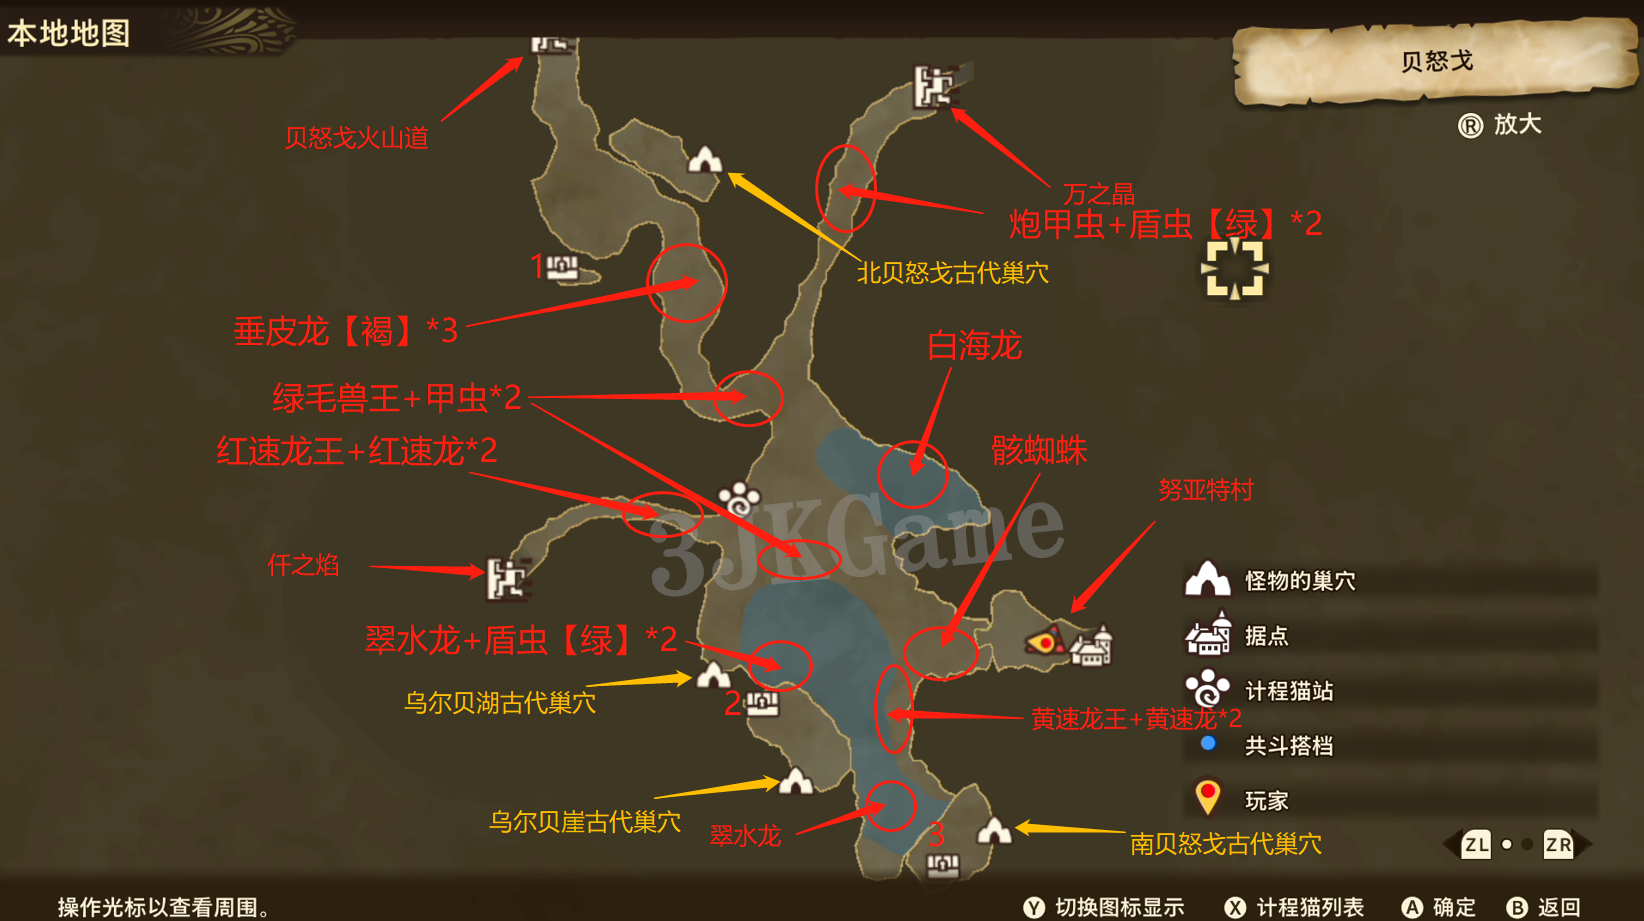 本地地图
贝怒戈
Ⓡ 放大
贝怒戈火山道
万之晶
炮甲虫+盾虫【绿】*2
北贝怒戈古代巢穴
1
垂皮龙【褐】*3
白海龙
绿毛兽王+甲虫*2
红速龙王+红速龙*2
骸蜘蛛
努亚特村
3JKGame
仟之焰
怪物的巢穴
据点
翠水龙+盾虫【绿】*2
乌尔贝湖古代巢穴
2
计程猫站
黄速龙王+黄速龙*2
共斗搭档
玩家
乌尔贝崖古代巢穴
翠水龙
3
南贝怒戈古代巢穴
ZL ZR
操作光标以查看周围。
Y 切换图标显示 X 计程猫列表 A 确定 B 返回